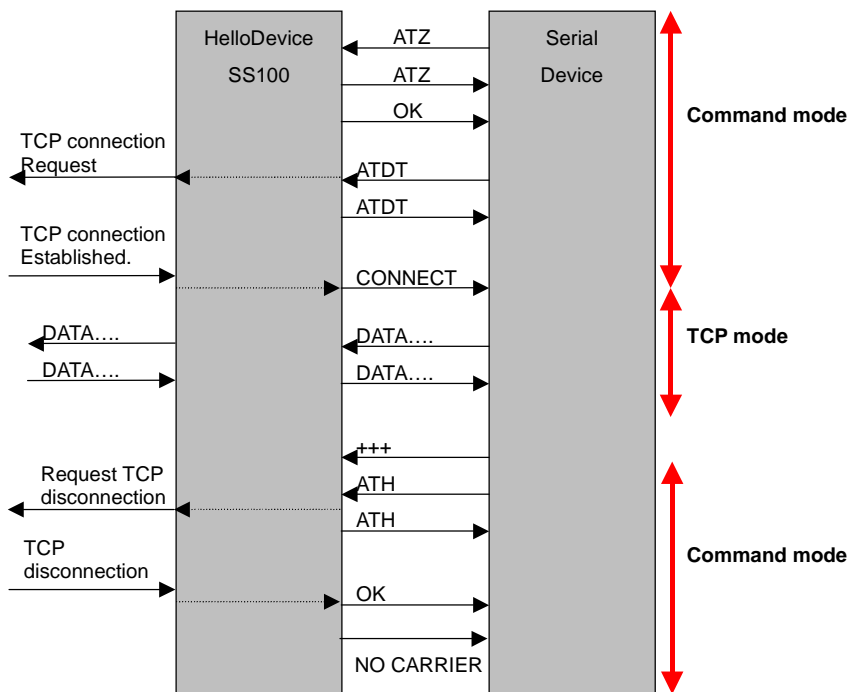 HelloDevice
SS100
Serial
Device
ATZ
ATZ
OK
Command mode
TCP connection
Request
ATDT
ATDT
TCP connection
Established.
CONNECT
DATA….
DATA….
TCP mode
DATA….
DATA….
+++
Request TCP
disconnection
ATH
ATH
TCP
disconnection
Command mode
OK
NO CARRIER